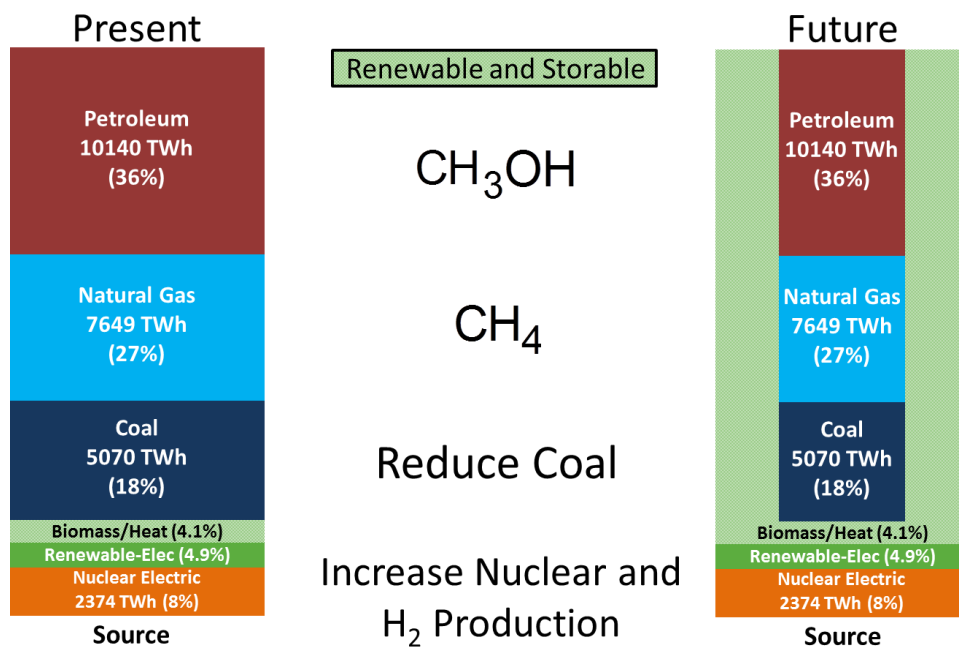 Present
Petroleum
10140 TWh
(36%)
Natural Gas
7649 TWh
(27%)
Coal
5070 TWh
(18%)
Biomass/Heat (4.1%)
Renewable-Elec (4.9%)
Nuclear Electric
2374 TWh (8%)
Source
Renewable and Storable
CH₃OH
CH₄
Reduce Coal
Increase Nuclear and
H₂ Production
Future
Petroleum
10140 TWh
(36%)
Natural Gas
7649 TWh
(27%)
Coal
5070 TWh
(18%)
Biomass/Heat (4.1%)
Renewable-Elec (4.9%)
Nuclear Electric
2374 TWh (8%)
Source